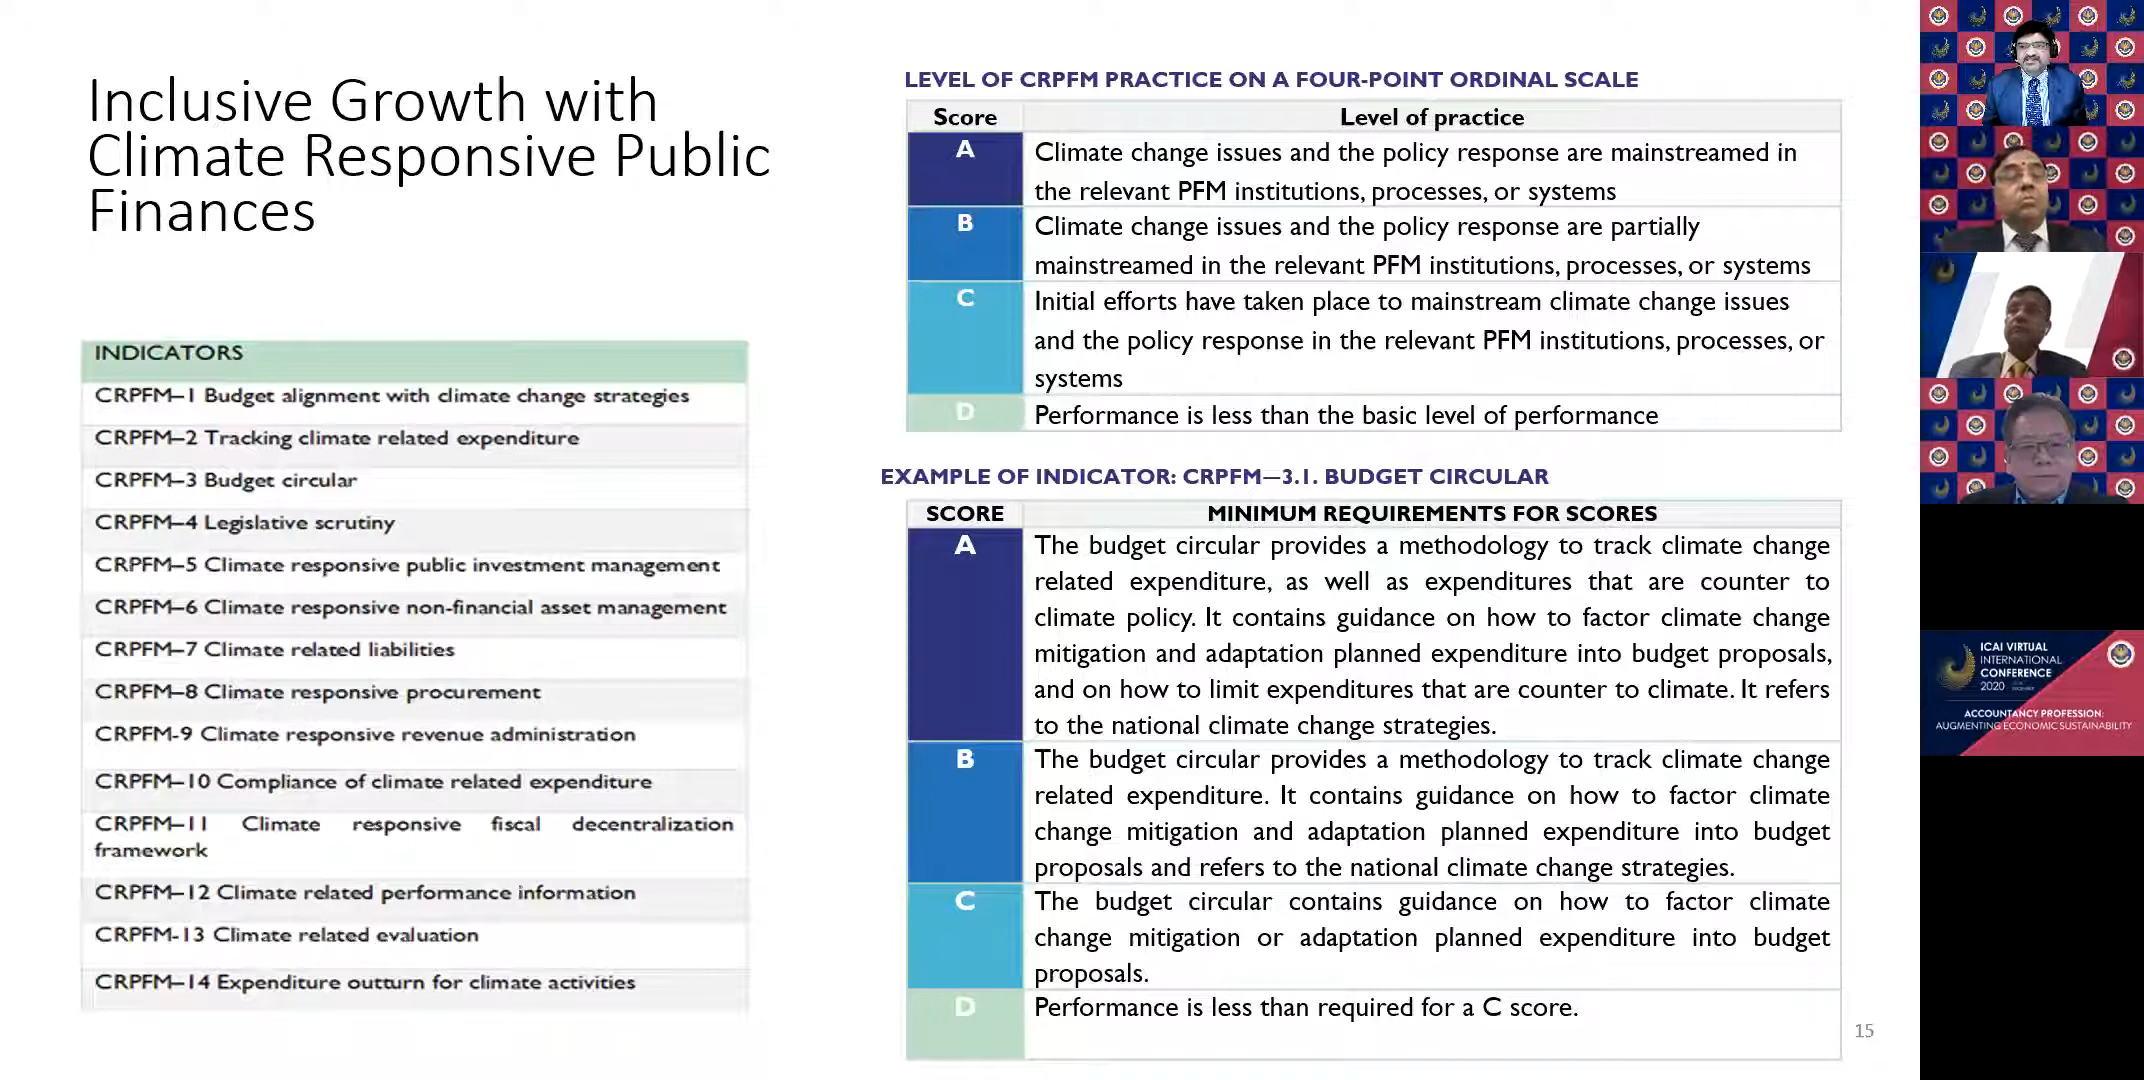 Inclusive Growth with
Climate Responsive Public
Finances
INDICATORS
CRPFM–1 Budget alignment with climate change strategies
CRPFM–2 Tracking climate related expenditure
CRPFM–3 Budget circular
CRPFM–4 Legislative scrutiny
CRPFM–5 Climate responsive public investment management
CRPFM–6 Climate responsive non-financial asset management
CRPFM–7 Climate related liabilities
CRPFM–8 Climate responsive procurement
CRPFM-9 Climate responsive revenue administration
CRPFM–10 Compliance of climate related expenditure
CRPFM–11 Climate responsive fiscal decentralization
framework
CRPFM–12 Climate related performance information
CRPFM-13 Climate related evaluation
CRPFM–14 Expenditure outturn for climate activities
LEVEL OF CRPFM PRACTICE ON A FOUR-POINT ORDINAL SCALE
Score Level of practice
A Climate change issues and the policy response are mainstreamed in
the relevant PFM institutions, processes, or systems
B Climate change issues and the policy response are partially
mainstreamed in the relevant PFM institutions, processes, or systems
C Initial efforts have taken place to mainstream climate change issues
and the policy response in the relevant PFM institutions, processes, or
systems
D Performance is less than the basic level of performance
EXAMPLE OF INDICATOR: CRPFM—3.1. BUDGET CIRCULAR
SCORE MINIMUM REQUIREMENTS FOR SCORES
A The budget circular provides a methodology to track climate change
related expenditure, as well as expenditures that are counter to
climate policy. It contains guidance on how to factor climate change
mitigation and adaptation planned expenditure into budget proposals,
and on how to limit expenditures that are counter to climate. It refers
to the national climate change strategies.
B The budget circular provides a methodology to track climate change
related expenditure. It contains guidance on how to factor climate
change mitigation and adaptation planned expenditure into budget
proposals and refers to the national climate change strategies.
C The budget circular contains guidance on how to factor climate
change mitigation or adaptation planned expenditure into budget
proposals.
D Performance is less than required for a C score.
15
ICAI VIRTUAL
INTERNATIONAL
CONFERENCE
2020
ACCOUNTANCY PROFESSION:
AUGMENTING ECONOMIC SUSTAINABILITY